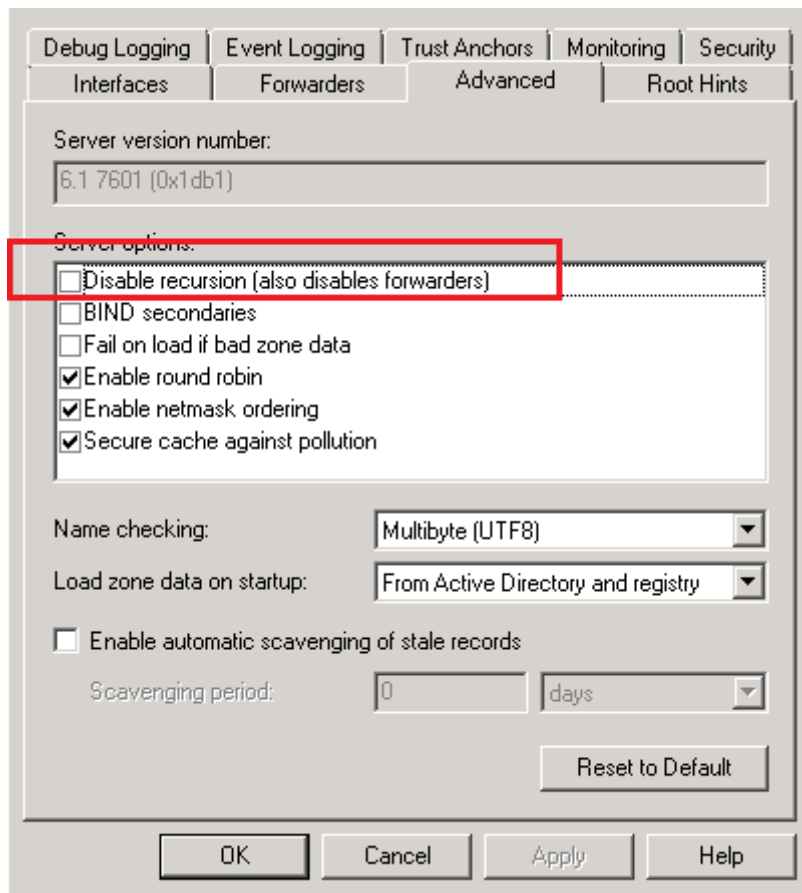 Debug Logging Event Logging Trust Anchors Monitoring Security
Interfaces Forwarders Advanced Root Hints
Server version number:
6.1 7601 (0x1db1)
Server options:
Disable recursion (also disables forwarders)
BIND secondaries
Fail on load if bad zone data
Enable round robin
Enable netmask ordering
Secure cache against pollution
Name checking: Multibyte (UTF8)
Load zone data on startup: From Active Directory and registry
Enable automatic scavenging of stale records
Scavenging period: 0 days
Reset to Default
OK Cancel Apply Help